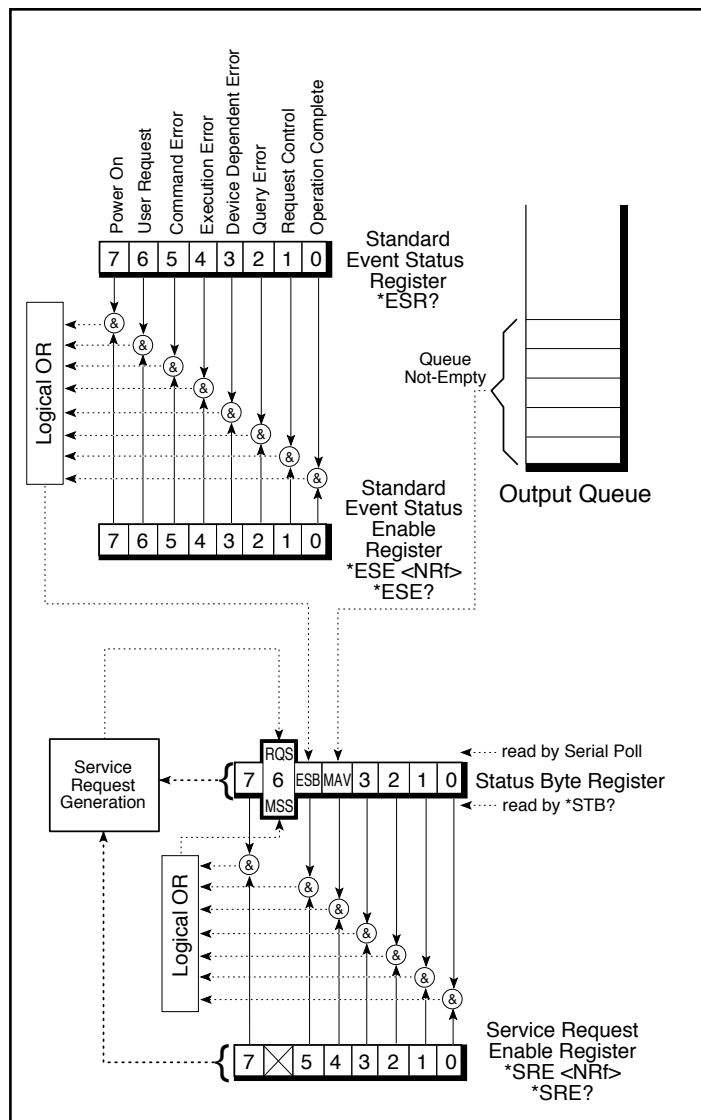 Power On
User Request
Command Error
Execution Error
Device Dependent Error
Query Error
Request Control
Operation Complete
7 6 5 4 3 2 1 0
Standard
Event Status
Register
*ESR?
&
&
&
&
&
&
&
&
Logical OR
Queue
Not-Empty
Output Queue
Standard
Event Status
Enable
Register
*ESE <NRf>
*ESE?
7 6 5 4 3 2 1 0
Service
Request
Generation
RQS
7 6 ESB MAV 3 2 1 0
MSS
read by Serial Poll
Status Byte Register
read by *STB?
&
&
&
&
&
&
&
Logical OR
7 5 4 3 2 1 0
Service Request
Enable Register
*SRE <NRf>
*SRE?